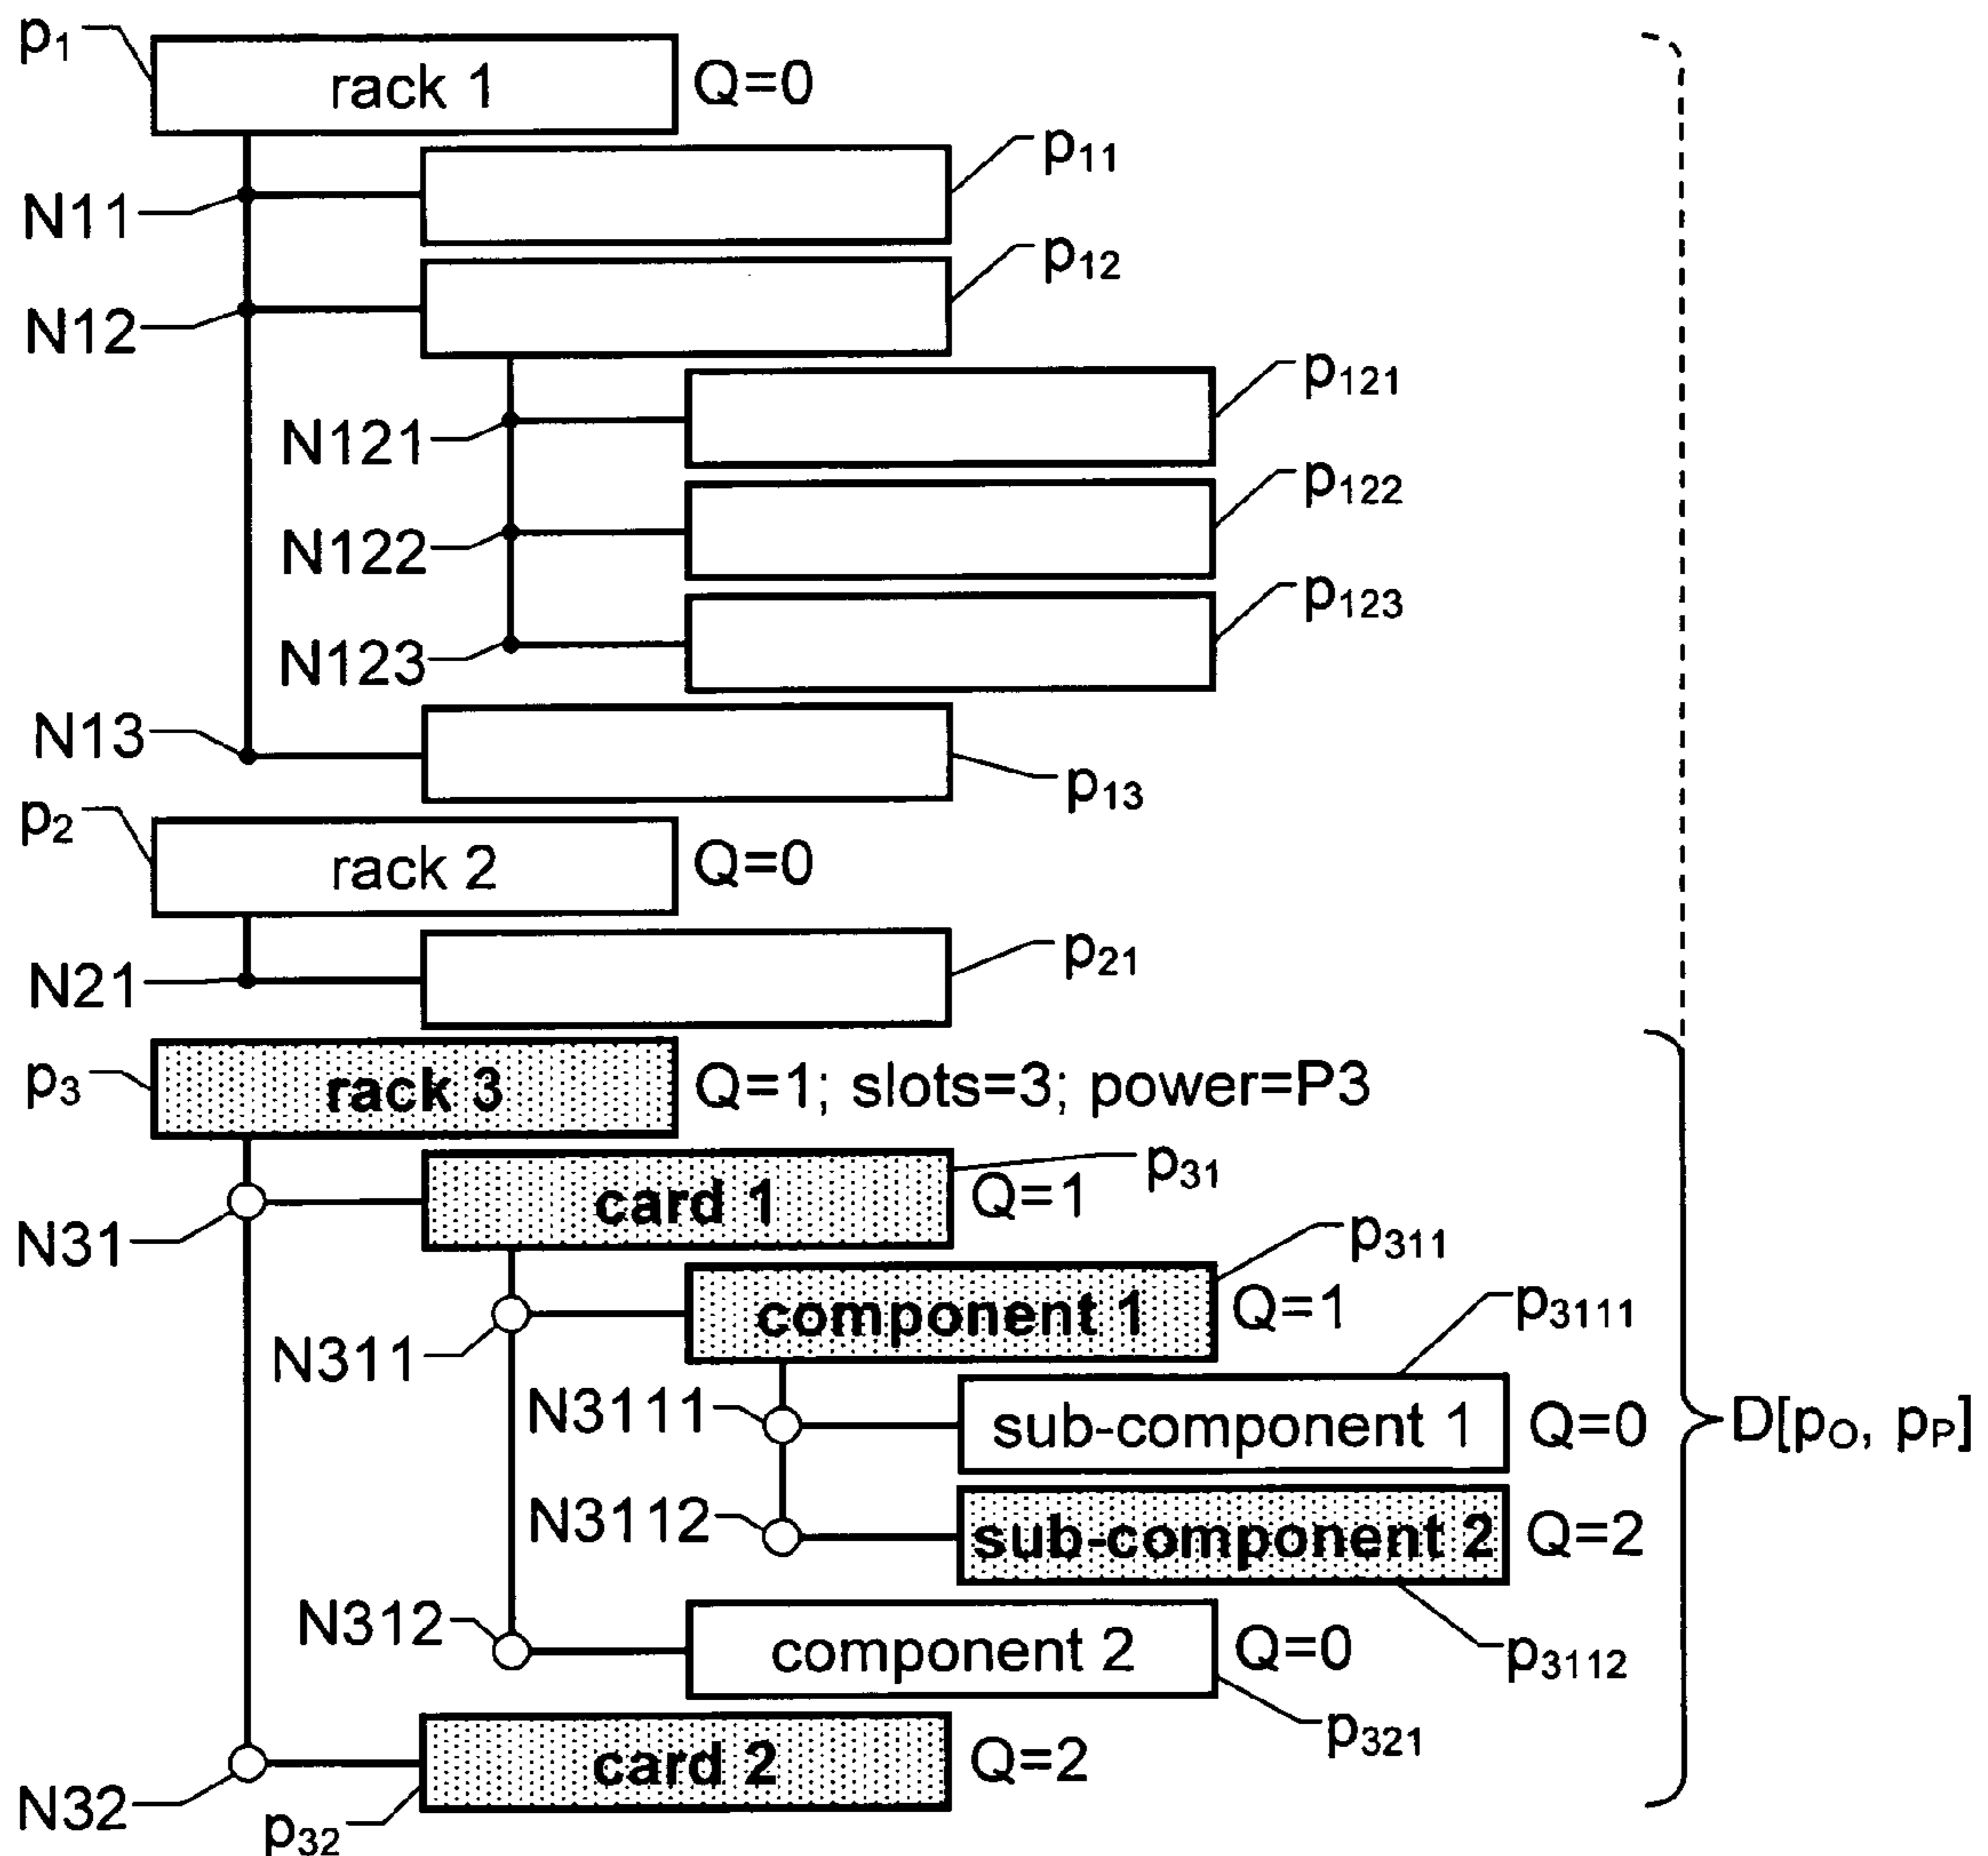 p₁
rack 1 Q=0
p₁₁
N11
p₁₂
N12
p₁₂₁
N121
p₁₂₂
N122
p₁₂₃
N123
N13
p₁₃
p₂
rack 2 Q=0
p₂₁
N21
p₃ rack 3 Q=1; slots=3; power=P3
p₃₁
card 1 Q=1
N31
p₃₁₁
component 1 Q=1
N311
p₃₁₁₁
N3111 sub-component 1 Q=0
D[pₒ, pₚ]
N3112 sub-component 2 Q=2
N312
component 2 Q=0
p₃₁₁₂
p₃₂₁
card 2 Q=2
N32
p₃₂